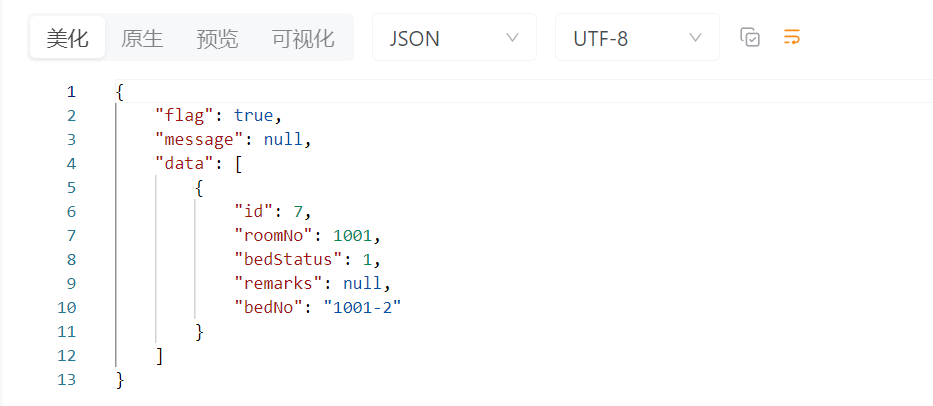 美化 原生 预览 可视化 JSON UTF-8
1 {
2 "flag": true,
3 "message": null,
4 "data": [
5 {
6 "id": 7,
7 "roomNo": 1001,
8 "bedStatus": 1,
9 "remarks": null,
10 "bedNo": "1001-2"
11 }
12 ]
13 }